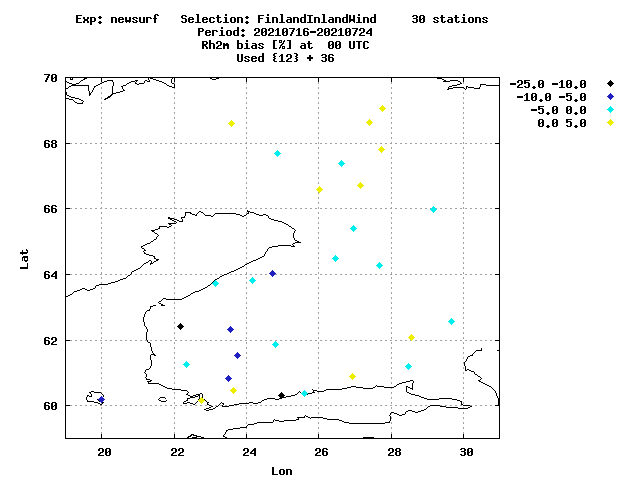 Exp: newsurf   Selection: FinlandInlandWind     30 stations
Period: 20210716-20210724
Rh2m bias [%] at  00 UTC
Used {12} + 36
-25.0 -10.0
-10.0 -5.0
-5.0 0.0
0.0 5.0
70
68
66
64
62
60
Lat
20 22 24 26 28 30
Lon